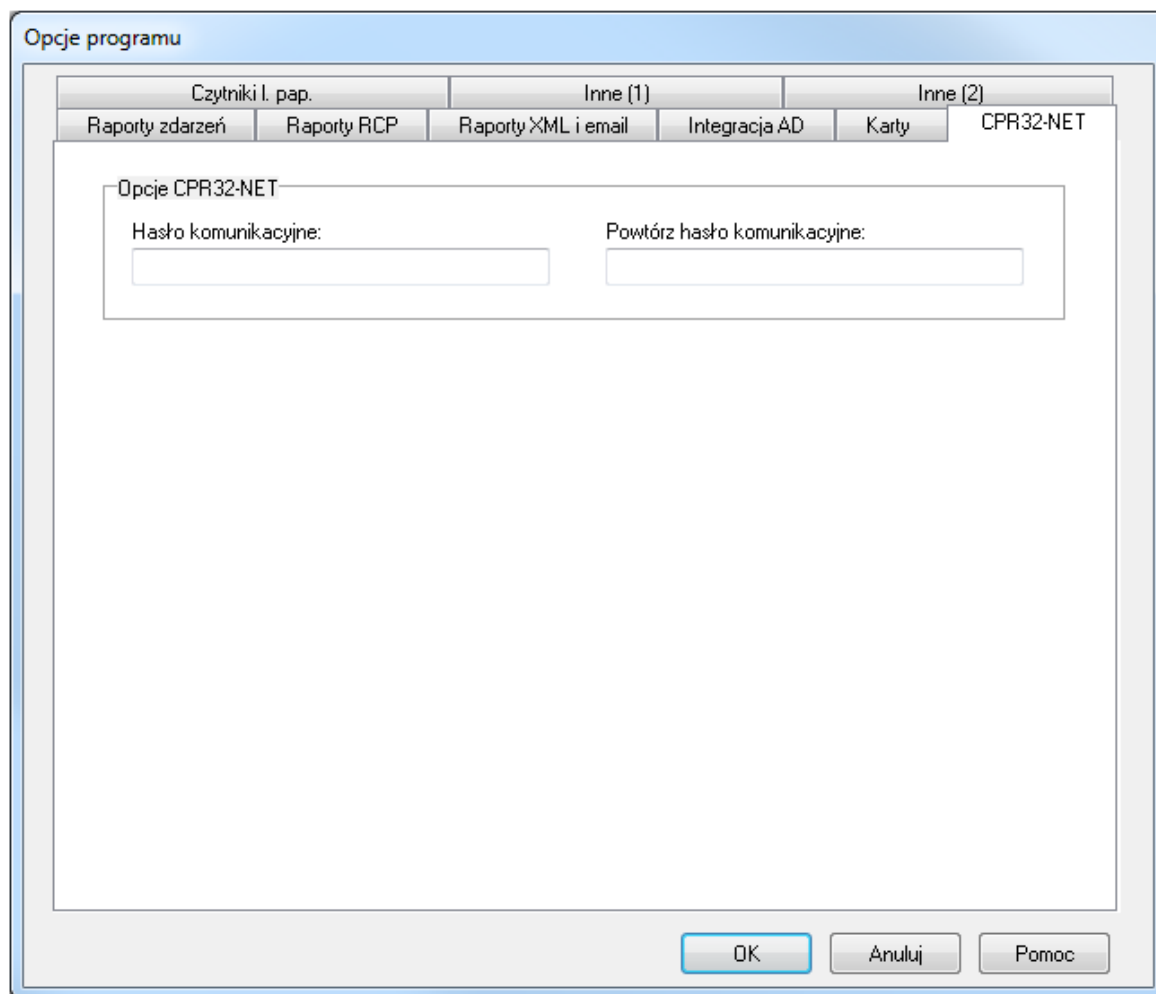 Opcje programu
Czytniki l. pap. Inne (1) Inne (2)
Raporty zdarzeń Raporty RCP Raporty XML i email Integracja AD Karty CPR32-NET
Opcje CPR32-NET
Hasło komunikacyjne: Powtórz hasło komunikacyjne:
OK Anuluj Pomoc